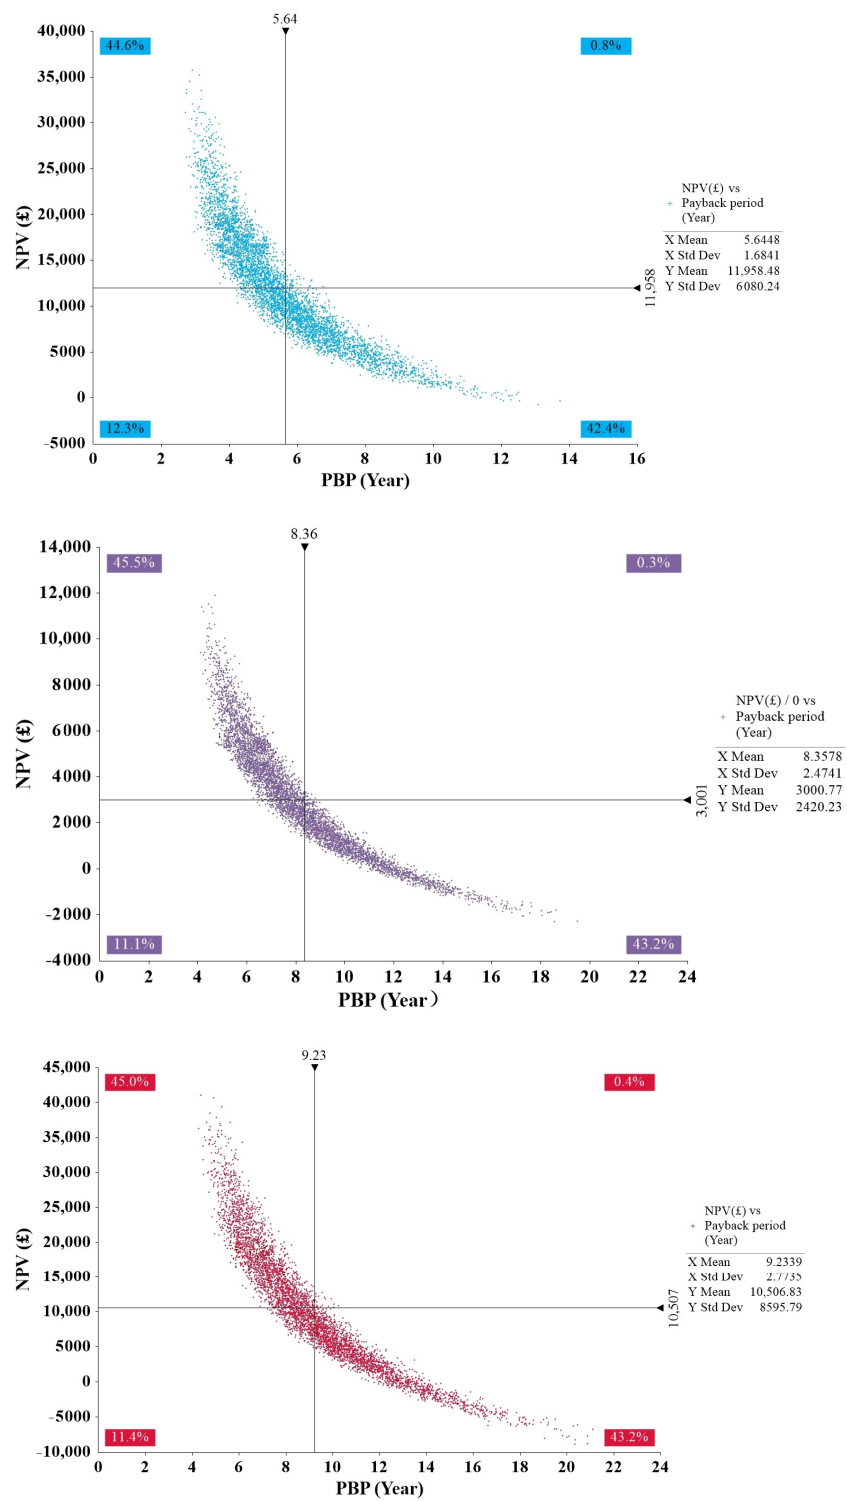 5.64
40,000
44.6%
0.8%
35,000
30,000
25,000
20,000
15,000
10,000
5000
0
-5000
NPV (£)
NPV(£) vs
Payback period
(Year)
X Mean 5.6448
X Std Dev 1.6841
Y Mean 11,958.48
Y Std Dev 6080.24
11,958
12.3%
42.4%
0 2 4 6 8 10 12 14 16
PBP (Year)
8.36
14,000
45.5%
0.3%
12,000
10,000
8000
6000
4000
2000
0
-2000
-4000
NPV (£)
NPV(£) / 0 vs
Payback period
(Year)
X Mean 8.3578
X Std Dev 2.4741
Y Mean 3000.77
Y Std Dev 2420.23
3,001
11.1%
43.2%
0 2 4 6 8 10 12 14 16 18 20 22 24
PBP (Year）
9.23
45,000
45.0%
0.4%
40,000
35,000
30,000
25,000
20,000
15,000
10,000
5000
0
-5000
-10,000
NPV (£)
NPV(£) vs
Payback period
(Year)
X Mean 9.2339
X Std Dev 2.7735
Y Mean 10,506.83
Y Std Dev 8595.79
10,507
11.4%
43.2%
0 2 4 6 8 10 12 14 16 18 20 22 24
PBP (Year)